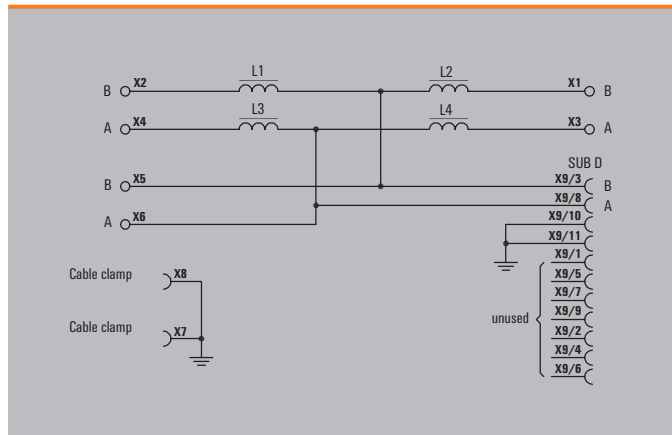 L1 L2
B X2 X1 B
L3 L4
A X4 X3 A
SUB D
B X5 X9/3 B
X9/8 A
A X6 X9/10
X9/11
X9/1
Cable clamp X8 X9/5
X9/7
unused X9/9
Cable clamp X7 X9/2
X9/4
X9/6